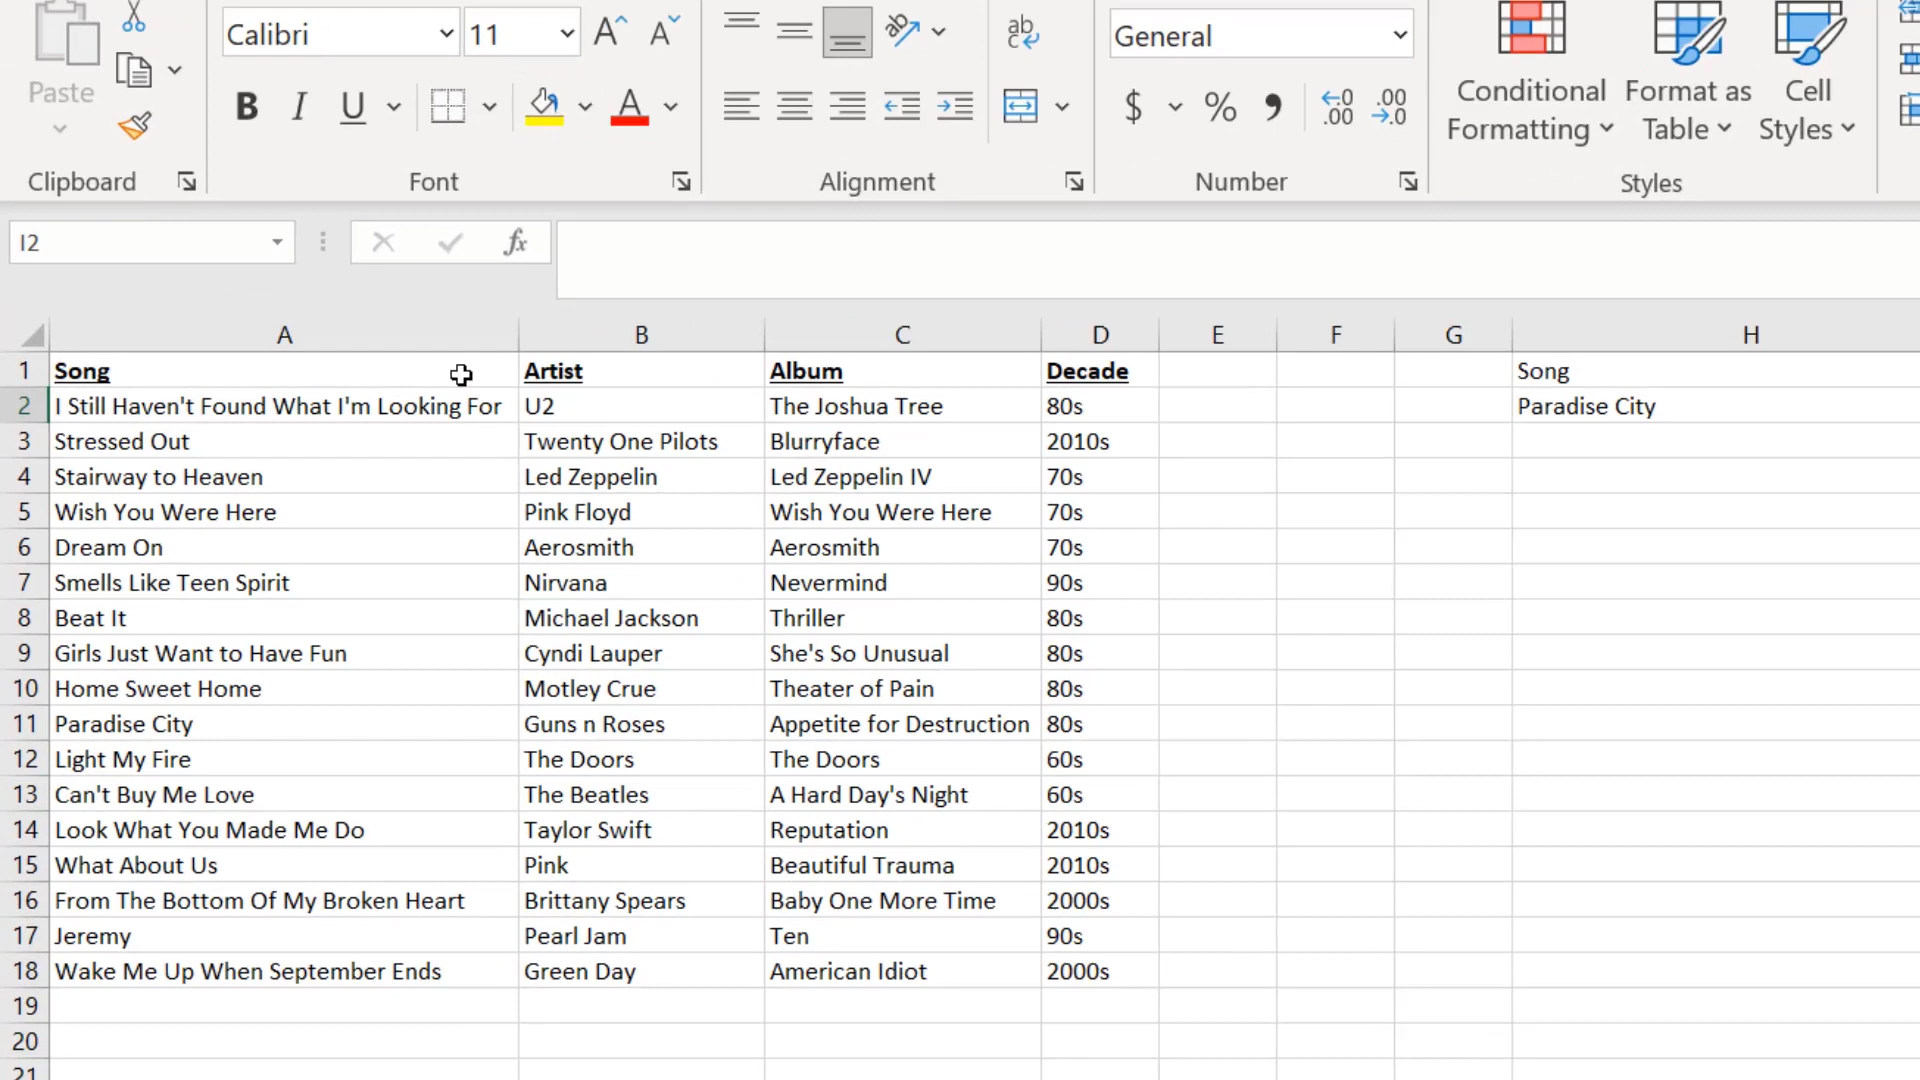 Calibri 11 General
Paste B I U A $ % Conditional Formatting Format as Table Cell Styles
Clipboard Font Alignment Number Styles
I2 fx
A B C D E F G H
1 Song Artist Album Decade Song
2 I Still Haven't Found What I'm Looking For U2 The Joshua Tree 80s Paradise City
3 Stressed Out Twenty One Pilots Blurryface 2010s
4 Stairway to Heaven Led Zeppelin Led Zeppelin IV 70s
5 Wish You Were Here Pink Floyd Wish You Were Here 70s
6 Dream On Aerosmith Aerosmith 70s
7 Smells Like Teen Spirit Nirvana Nevermind 90s
8 Beat It Michael Jackson Thriller 80s
9 Girls Just Want to Have Fun Cyndi Lauper She's So Unusual 80s
10 Home Sweet Home Motley Crue Theater of Pain 80s
11 Paradise City Guns n Roses Appetite for Destruction 80s
12 Light My Fire The Doors The Doors 60s
13 Can't Buy Me Love The Beatles A Hard Day's Night 60s
14 Look What You Made Me Do Taylor Swift Reputation 2010s
15 What About Us Pink Beautiful Trauma 2010s
16 From The Bottom Of My Broken Heart Brittany Spears Baby One More Time 2000s
17 Jeremy Pearl Jam Ten 90s
18 Wake Me Up When September Ends Green Day American Idiot 2000s
19
20
21